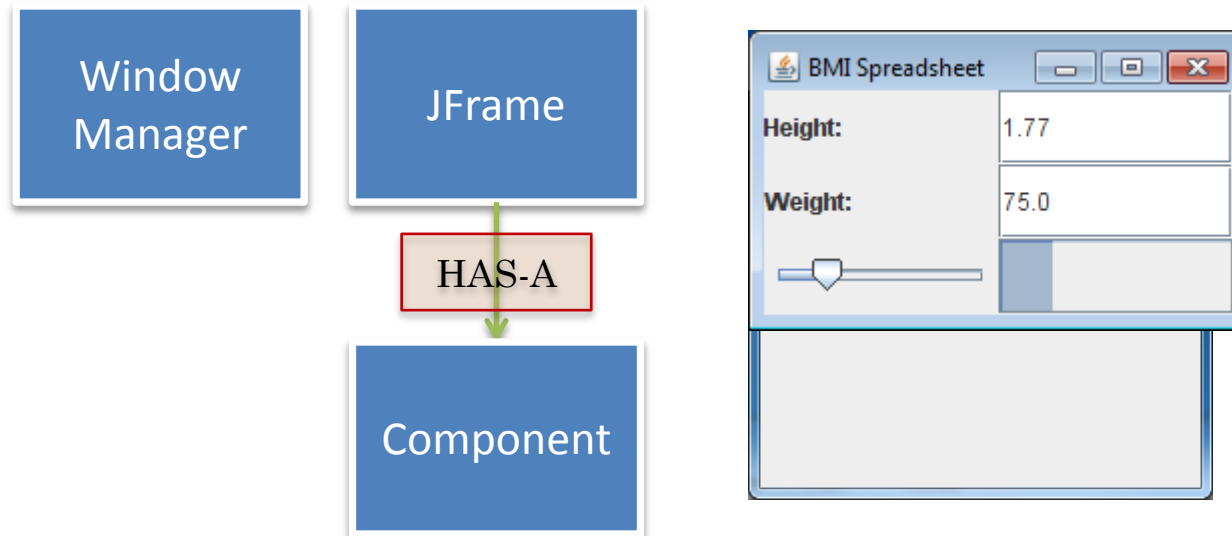 Window
Manager
JFrame
HAS-A
Component
BMI Spreadsheet
Height:
1.77
Weight:
75.0